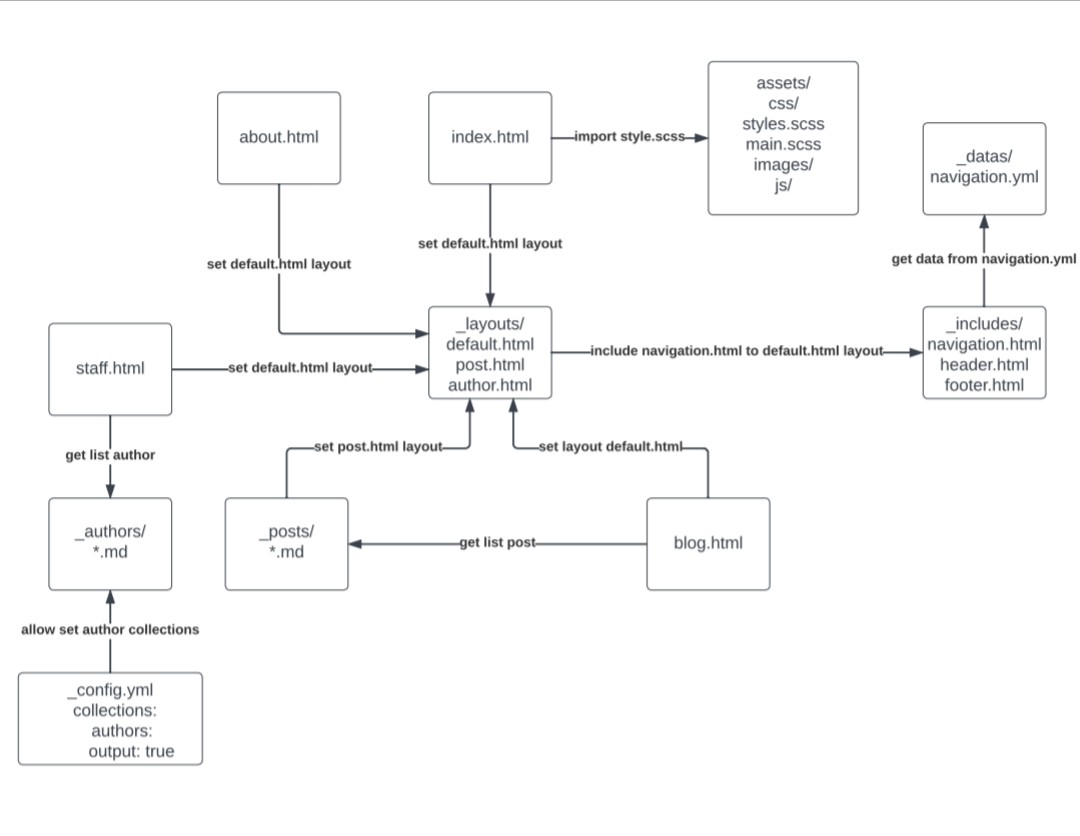 assets/
css/
styles.scss
main.scss
images/
js/
about.html
index.html
import style.scss
_datas/
navigation.yml
set default.html layout
set default.html layout
get data from navigation.yml
_layouts/
default.html
post.html
author.html
include navigation.html to default.html layout
_includes/
navigation.html
header.html
footer.html
staff.html
set default.html layout
get list author
set post.html layout
set layout default.html
_authors/
*.md
_posts/
*.md
get list post
blog.html
allow set author collections
_config.yml
collections:
authors:
output: true